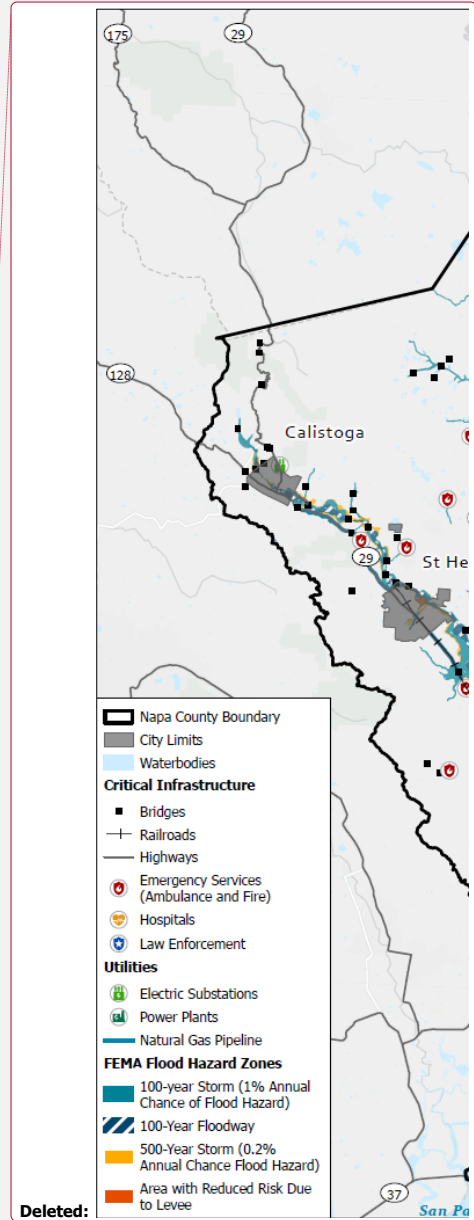 175
29
128
Calistoga
29
St He
Napa County Boundary
City Limits
Waterbodies
Critical Infrastructure
Bridges
Railroads
Highways
Emergency Services
(Ambulance and Fire)
Hospitals
Law Enforcement
Utilities
Electric Substations
Power Plants
Natural Gas Pipeline
FEMA Flood Hazard Zones
100-year Storm (1% Annual
Chance of Flood Hazard)
100-Year Floodway
500-Year Storm (0.2%
Annual Chance Flood Hazard)
Area with Reduced Risk Due
to Levee
37
San Pa
Deleted: